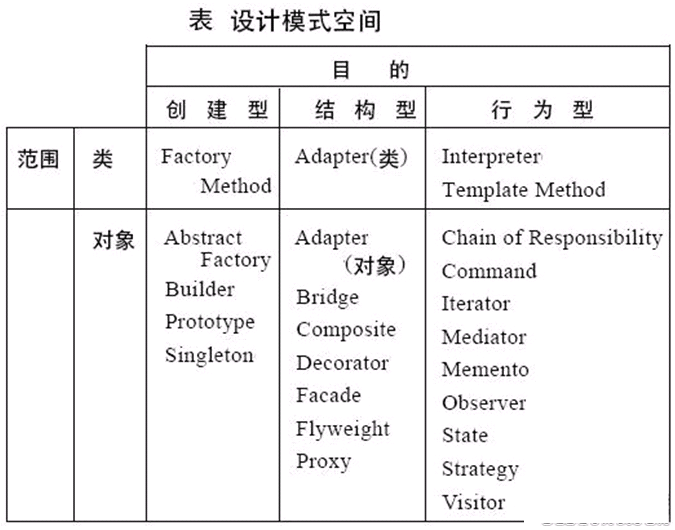 表 设计模式空间
目 的
创 建 型 结 构 型 行 为 型
范围 类 Factory Method Adapter(类) Interpreter
Template Method
对象 Abstract Factory
Builder
Prototype
Singleton
Adapter
(对象)
Bridge
Composite
Decorator
Facade
Flyweight
Proxy
Chain of Responsibility
Command
Iterator
Mediator
Memento
Observer
State
Strategy
Visitor